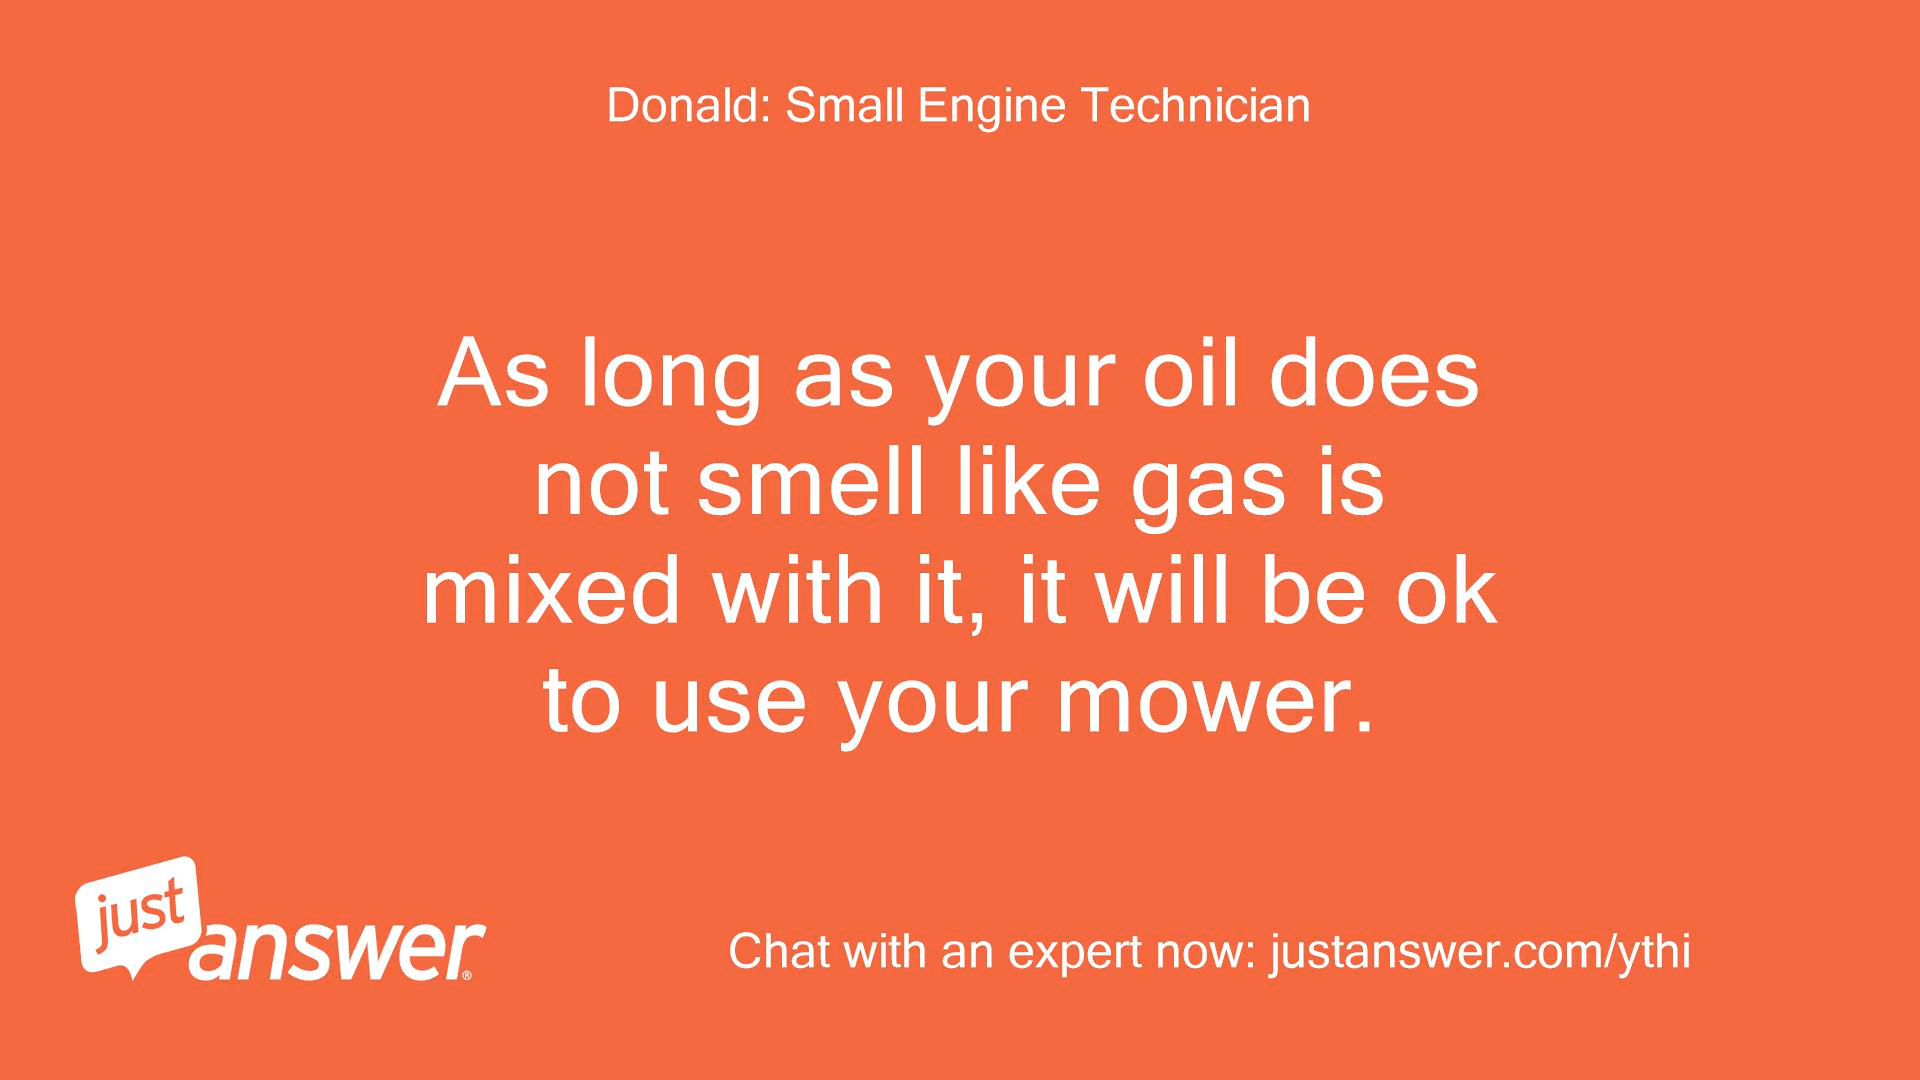 Donald: Small Engine Technician
As long as your oil does
not smell like gas is
mixed with it, it will be ok
to use your mower.
just
answer®
Chat with an expert now: justanswer.com/ythi